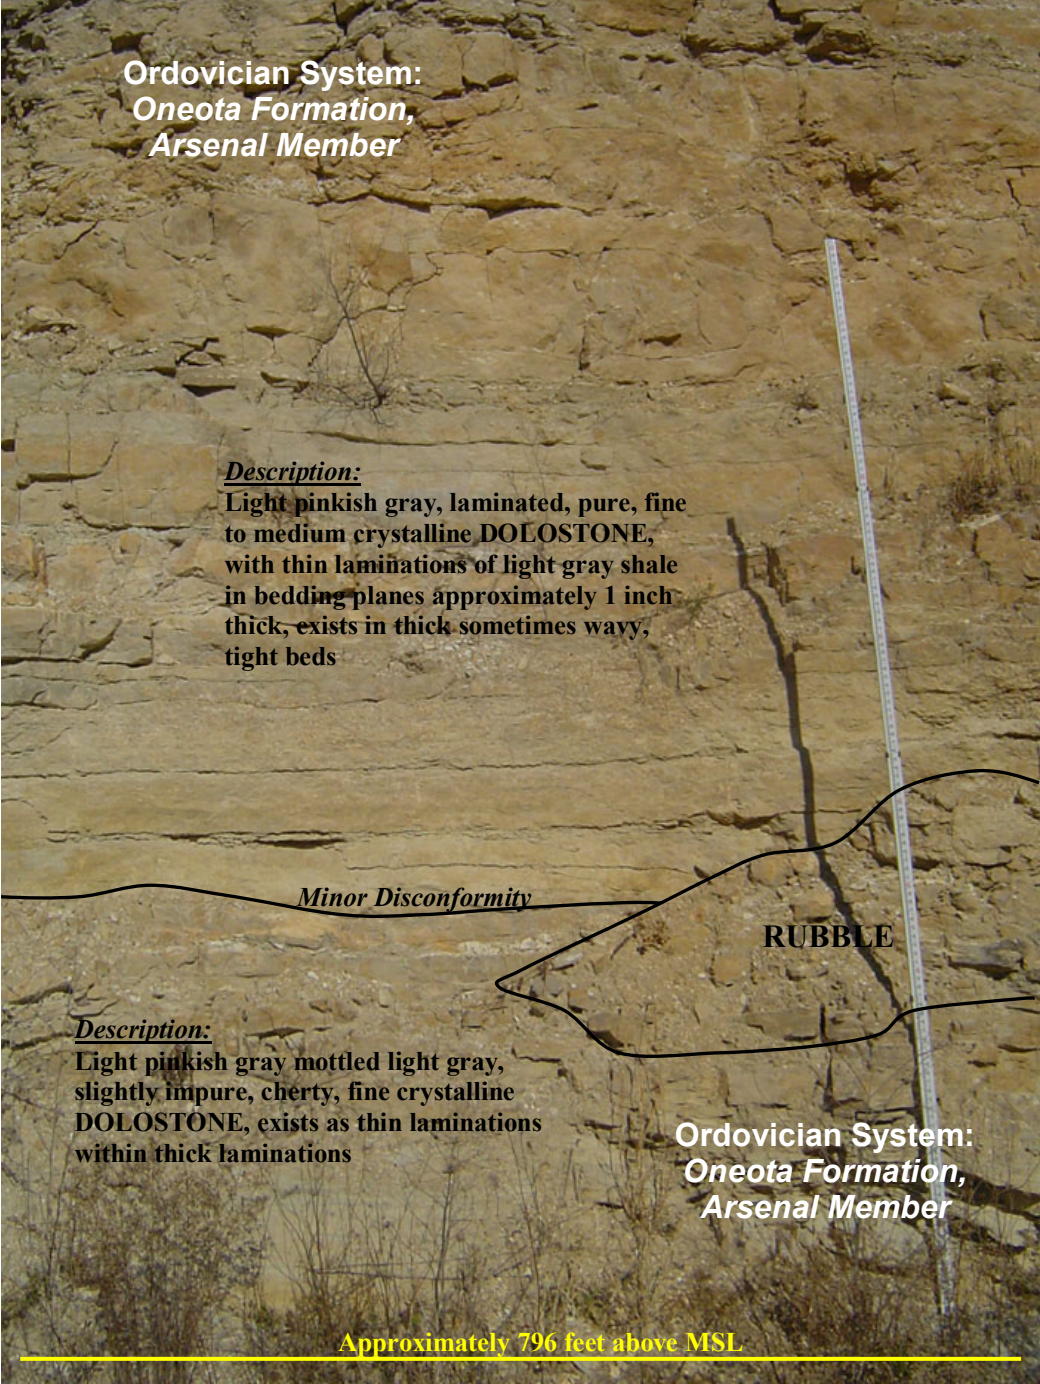 Ordovician System:
Oneota Formation,
Arsenal Member
Description:
Light pinkish gray, laminated, pure, fine
to medium crystalline DOLOSTONE,
with thin laminations of light gray shale
in bedding planes approximately 1 inch
thick, exists in thick sometimes wavy,
tight beds
Minor Disconformity
RUBBLE
Description:
Light pinkish gray mottled light gray,
slightly impure, cherty, fine crystalline
DOLOSTONE, exists as thin laminations
within thick laminations
Ordovician System:
Oneota Formation,
Arsenal Member
Approximately 796 feet above MSL